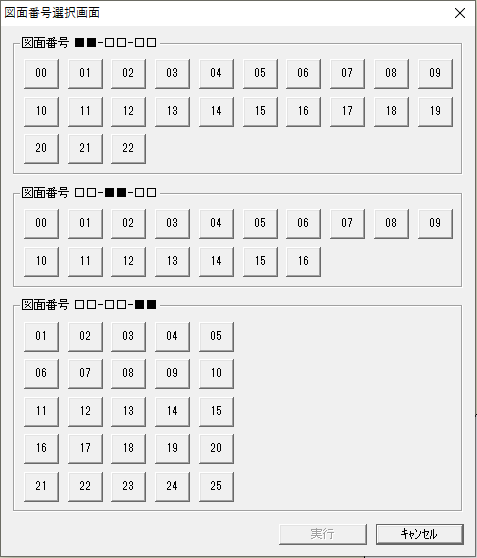 図面番号選択画面
図面番号 ■■-□□-□□
00 01 02 03 04 05 06 07 08 09
10 11 12 13 14 15 16 17 18 19
20 21 22
図面番号 □□-■■-□□
00 01 02 03 04 05 06 07 08 09
10 11 12 13 14 15 16
図面番号 □□-□□-■■
01 02 03 04 05
06 07 08 09 10
11 12 13 14 15
16 17 18 19 20
21 22 23 24 25
実行 ｷｬﾝｾﾙ